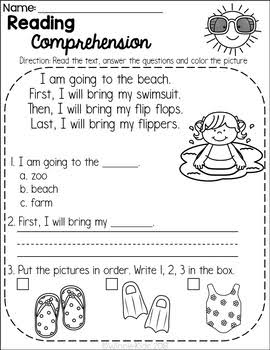 Name:
Reading
Comprehension
Direction: Read the text, answer the questions and color the picture
I am going to the beach.
First, I will bring my swimsuit.
Then, I will bring my flip flops.
Last, I will bring my flippers.
1. I am going to the ______.
a. zoo
b. beach
c. farm
2. First, I will bring my ______.
3. Put the pictures in order. Write 1, 2, 3 in the box.